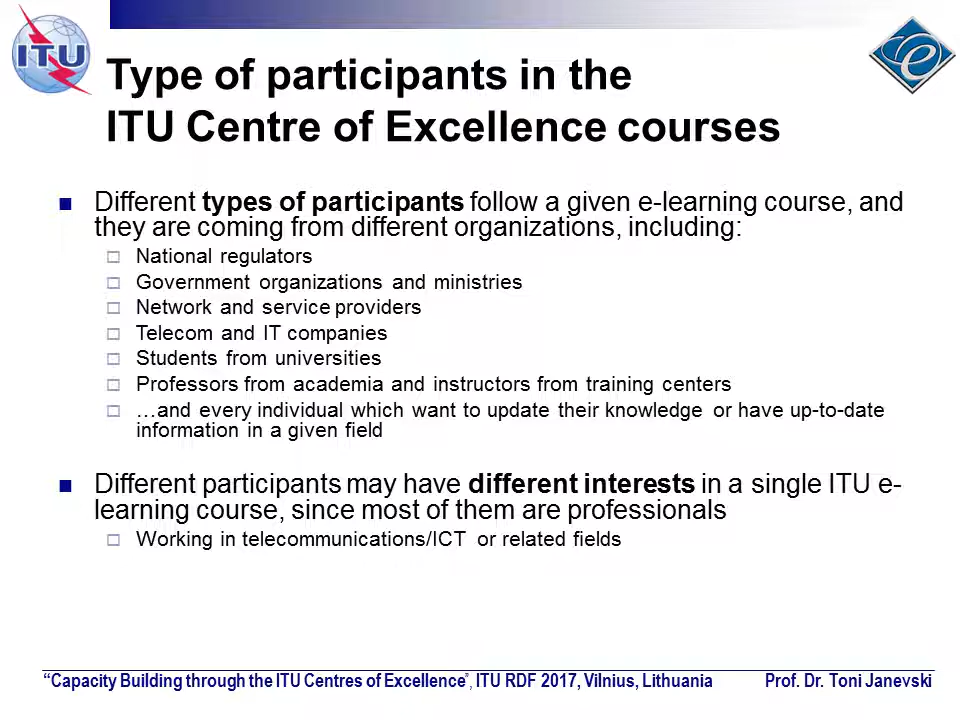 ITU
Type of participants in the
ITU Centre of Excellence courses
e
Different types of participants follow a given e-learning course, and
they are coming from different organizations, including:
National regulators
Government organizations and ministries
Network and service providers
Telecom and IT companies
Students from universities
Professors from academia and instructors from training centers
…and every individual which want to update their knowledge or have up-to-date
information in a given field
Different participants may have different interests in a single ITU e-
learning course, since most of them are professionals
Working in telecommunications/ICT or related fields
“Capacity Building through the ITU Centres of Excellence”, ITU RDF 2017, Vilnius, Lithuania Prof. Dr. Toni Janevski